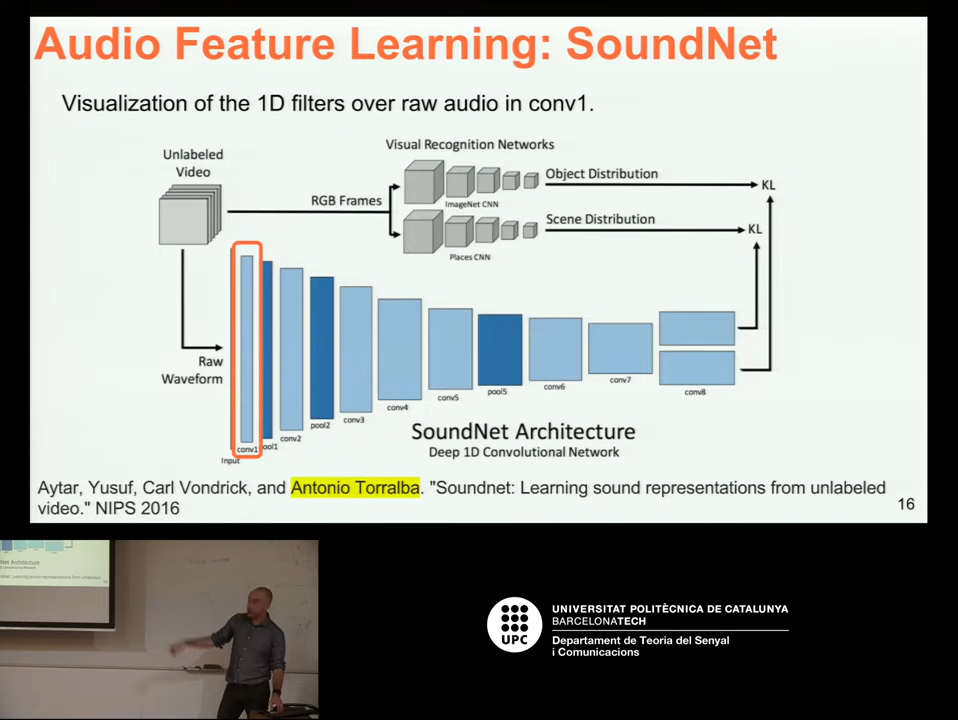 Audio Feature Learning: SoundNet
Visualization of the 1D filters over raw audio in conv1.
Visual Recognition Networks
Unlabeled
Video
RGB Frames
ImageNet CNN
Object Distribution
KL
Places CNN
Scene Distribution
KL
Raw
Waveform
Input
conv1
pool1
conv2
pool2
conv3
conv4
conv5
pool5
conv6
conv7
conv8
SoundNet Architecture
Deep 1D Convolutional Network
Aytar, Yusuf, Carl Vondrick, and Antonio Torralba. "Soundnet: Learning sound representations from unlabeled
video." NIPS 2016
16
Net Architecture
UPC
UNIVERSITAT POLITÈCNICA DE CATALUNYA
BARCELONATECH
Departament de Teoria del Senyal
i Comunicacions